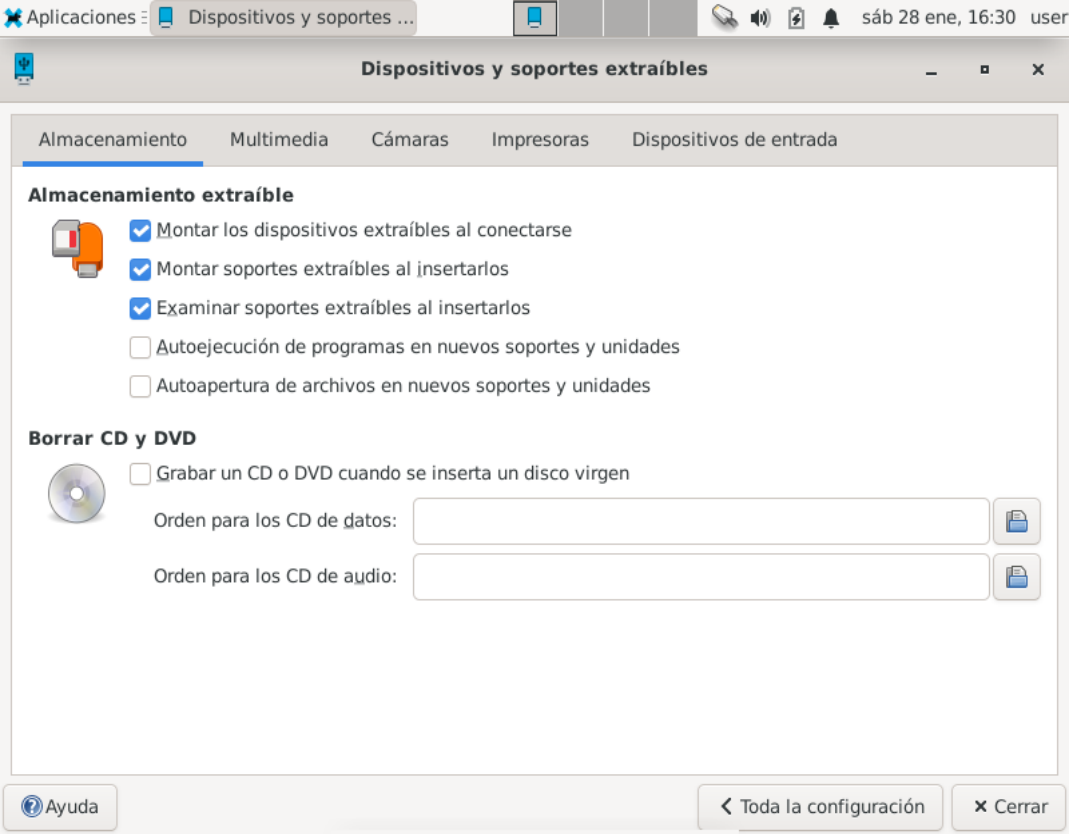 Aplicaciones Dispositivos y soportes ... sáb 28 ene, 16:30 user
Dispositivos y soportes extraíbles
Almacenamiento Multimedia Cámaras Impresoras Dispositivos de entrada
Almacenamiento extraíble
Montar los dispositivos extraíbles al conectarse
Montar soportes extraíbles al insertarlos
Examinar soportes extraíbles al insertarlos
Autoejecución de programas en nuevos soportes y unidades
Autoapertura de archivos en nuevos soportes y unidades
Borrar CD y DVD
Grabar un CD o DVD cuando se inserta un disco virgen
Orden para los CD de datos:
Orden para los CD de audio:
Ayuda Toda la configuración Cerrar